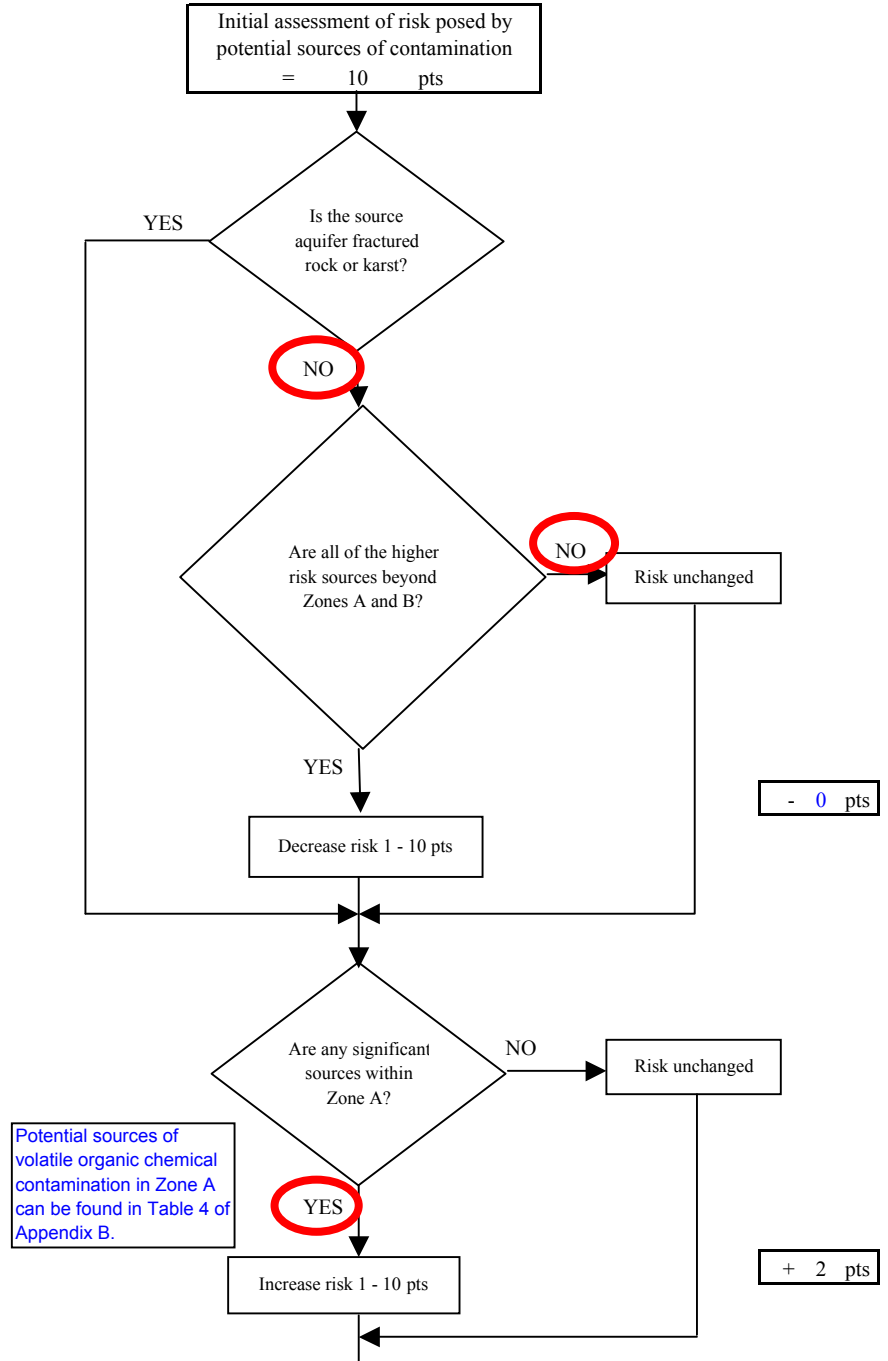 Initial assessment of risk posed by
potential sources of contamination
= 10 pts
YES
Is the source
aquifer fractured
rock or karst?
NO
Are all of the higher
risk sources beyond
Zones A and B?
NO
Risk unchanged
YES
- 0 pts
Decrease risk 1 - 10 pts
Are any significant
sources within
Zone A?
NO
Risk unchanged
Potential sources of
volatile organic chemical
contamination in Zone A
can be found in Table 4 of
Appendix B.
YES
Increase risk 1 - 10 pts
+ 2 pts